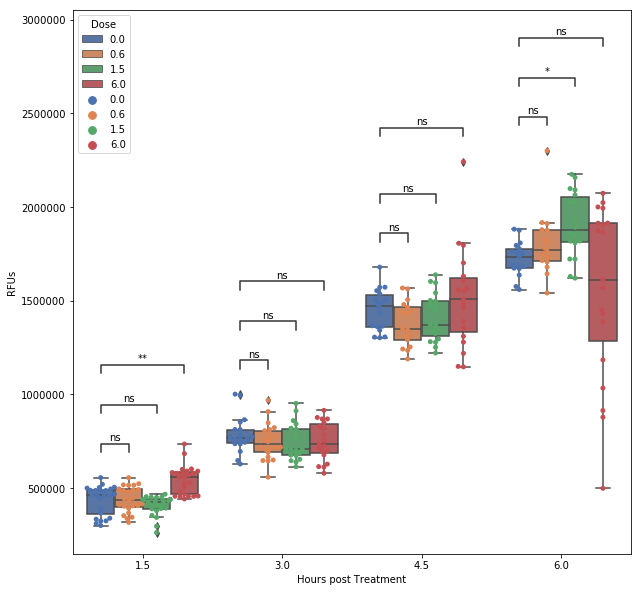 Dose
0.0
0.6
1.5
6.0
0.0
0.6
1.5
6.0
3000000
2500000
2000000
1500000
1000000
500000
RFUs
ns
ns
**
ns
ns
ns
ns
ns
ns
ns
*
ns
1.5
3.0
4.5
6.0
Hours post Treatment